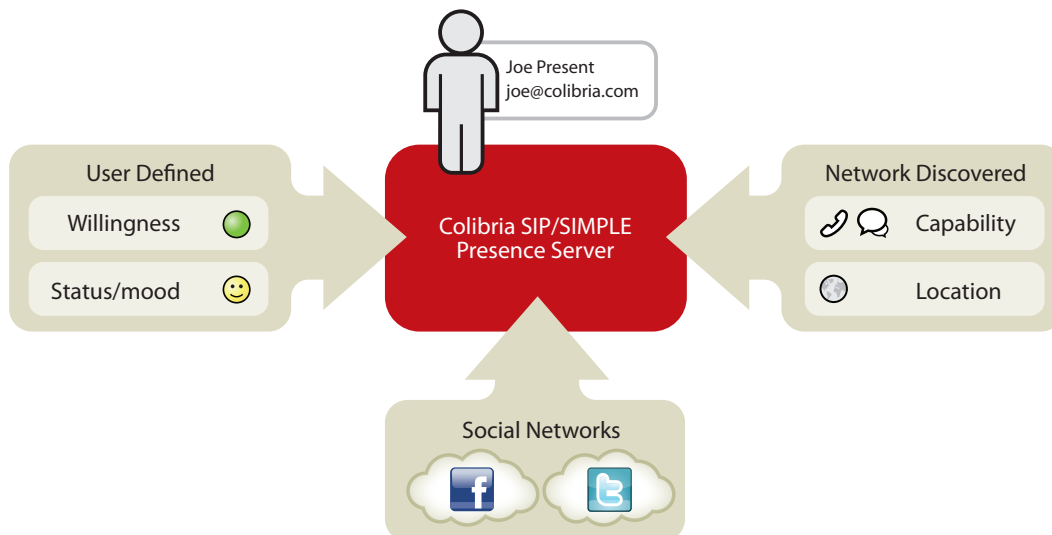 Joe Present
joe@colibria.com
User Defined
Willingness
Status/mood
Colibria SIP/SIMPLE
Presence Server
Network Discovered
Capability
Location
Social Networks
f
t